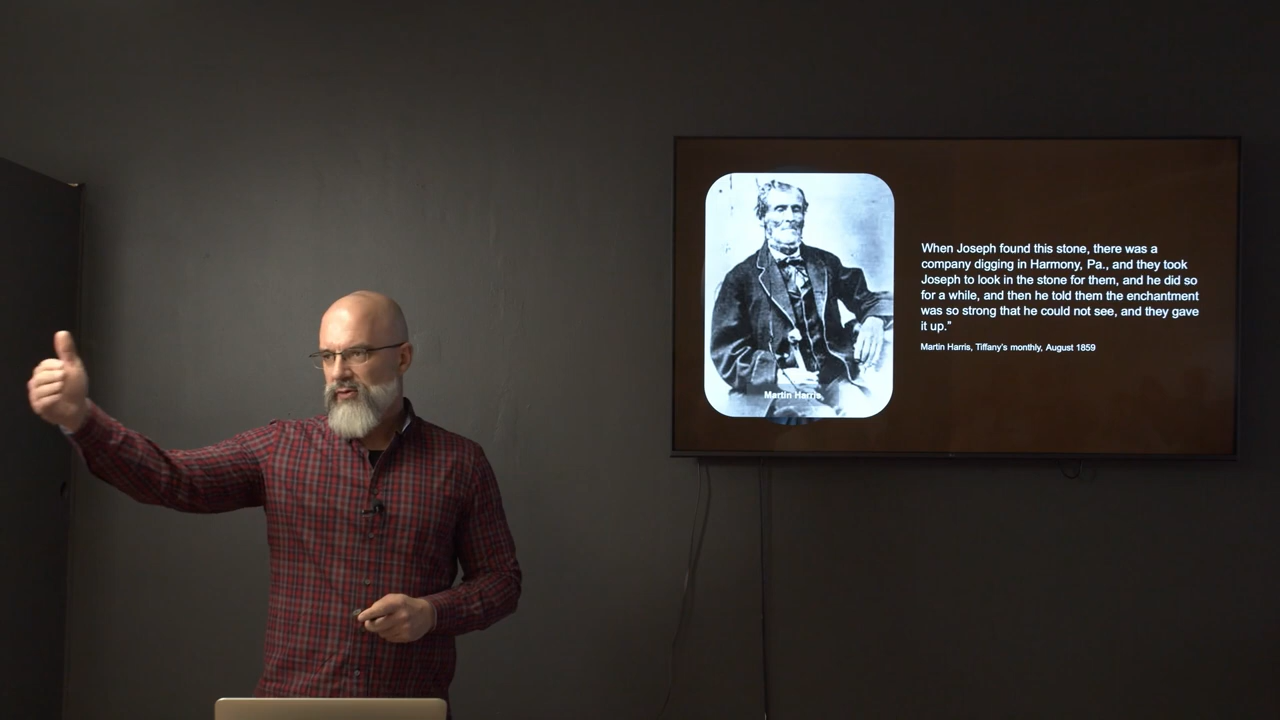 When Joseph found this stone, there was a
company digging in Harmony, Pa., and they took
Joseph to look in the stone for them, and he did so
for a while, and then he told them the enchantment
was so strong that he could not see, and they gave
it up.”
Martin Harris, Tiffany's monthly, August 1859
Martin Harris